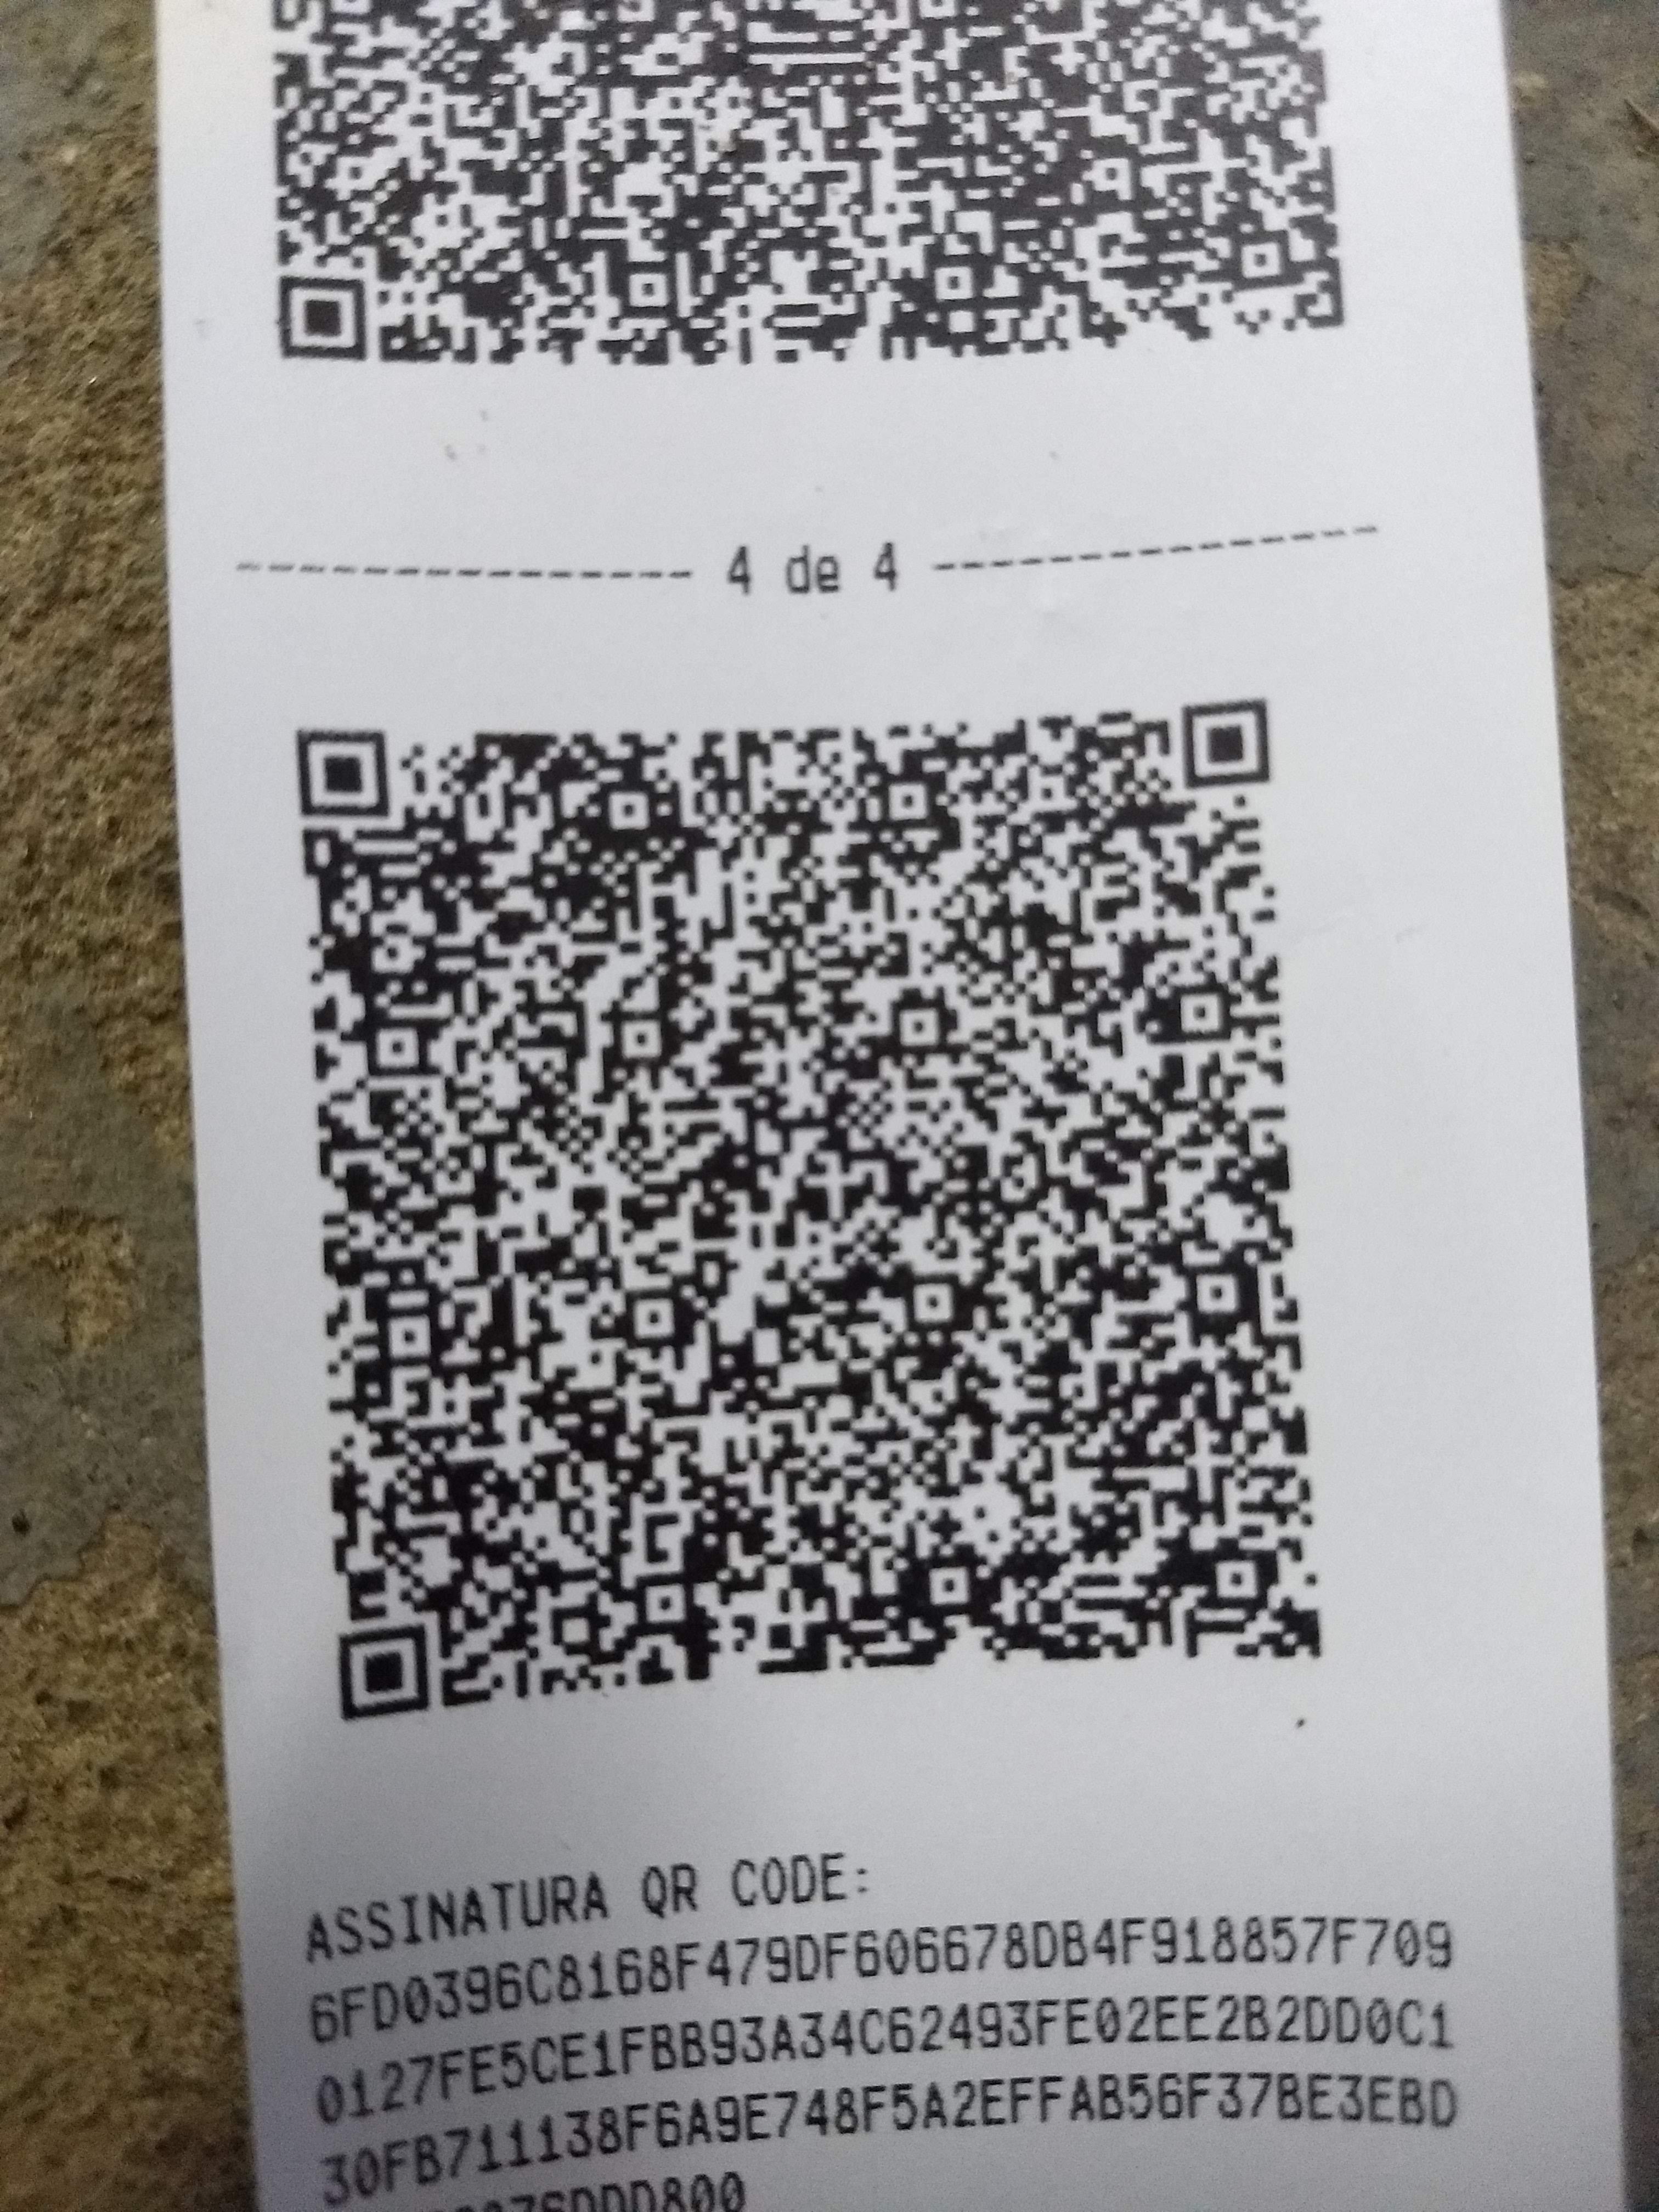 4 de 4
ASSINATURA QR CODE:
6FD0396C8168F479DF606678DB4F918857F709
0127FE5CE1FBB93A34C62493FE02EE2B2DD0C1
30FB711138F6A9E748F5A2EFFAB56F37BE3EBD